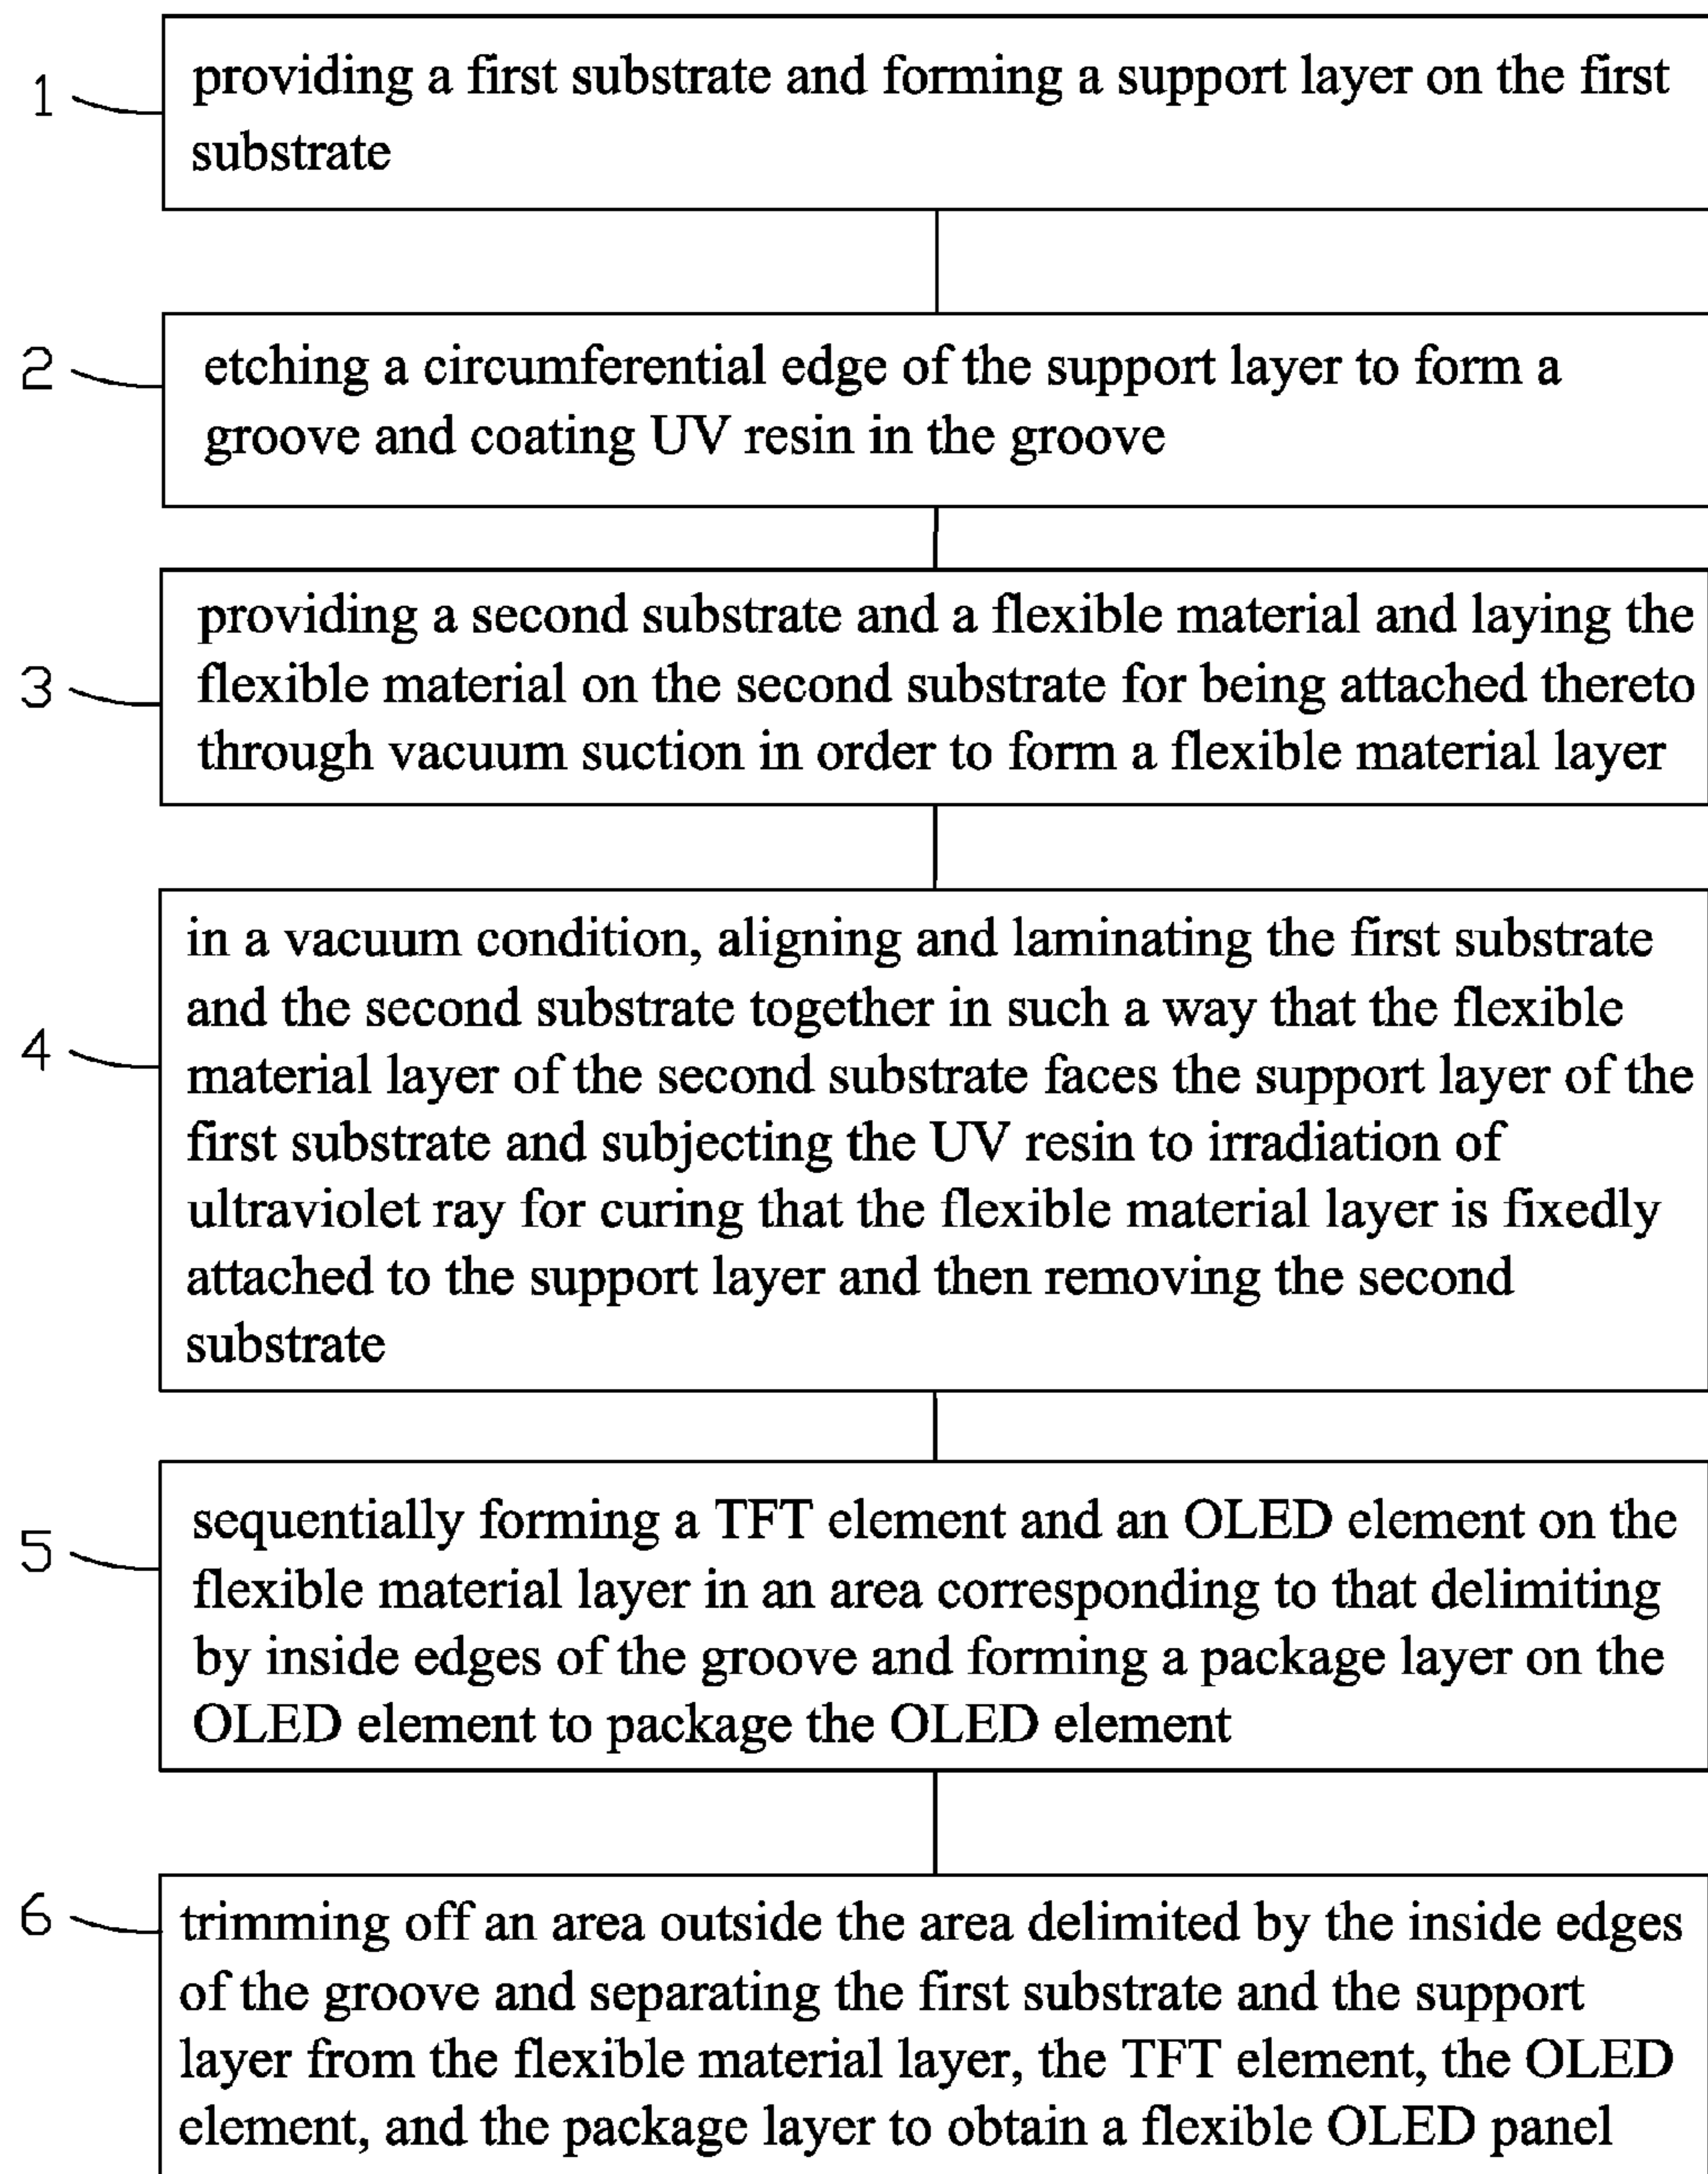 1
providing a first substrate and forming a support layer on the first
substrate
2
etching a circumferential edge of the support layer to form a
groove and coating UV resin in the groove
3
providing a second substrate and a flexible material and laying the
flexible material on the second substrate for being attached thereto
through vacuum suction in order to form a flexible material layer
4
in a vacuum condition, aligning and laminating the first substrate
and the second substrate together in such a way that the flexible
material layer of the second substrate faces the support layer of the
first substrate and subjecting the UV resin to irradiation of
ultraviolet ray for curing that the flexible material layer is fixedly
attached to the support layer and then removing the second
substrate
5
sequentially forming a TFT element and an OLED element on the
flexible material layer in an area corresponding to that delimiting
by inside edges of the groove and forming a package layer on the
OLED element to package the OLED element
6
trimming off an area outside the area delimited by the inside edges
of the groove and separating the first substrate and the support
layer from the flexible material layer, the TFT element, the OLED
element, and the package layer to obtain a flexible OLED panel